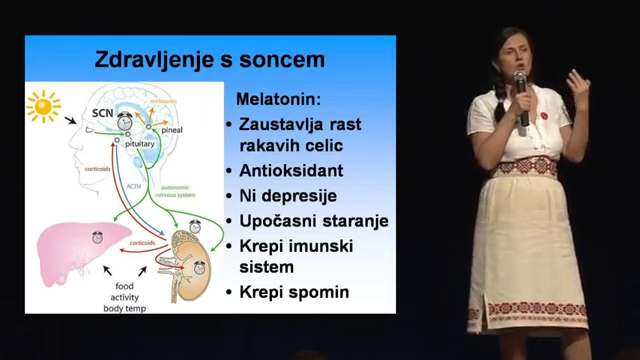 Zdravljenje s soncem
SCN
melatonin
pineal
pituitary
corticoids
ACTH
autonomic
nervous system
corticoids
food
activity
body temp
Melatonin:
• Zaustavlja rast
rakavih celic
• Antioksidant
• Ni depresije
• Upočasni staranje
• Krepi imunski
sistem
• Krepi spomin